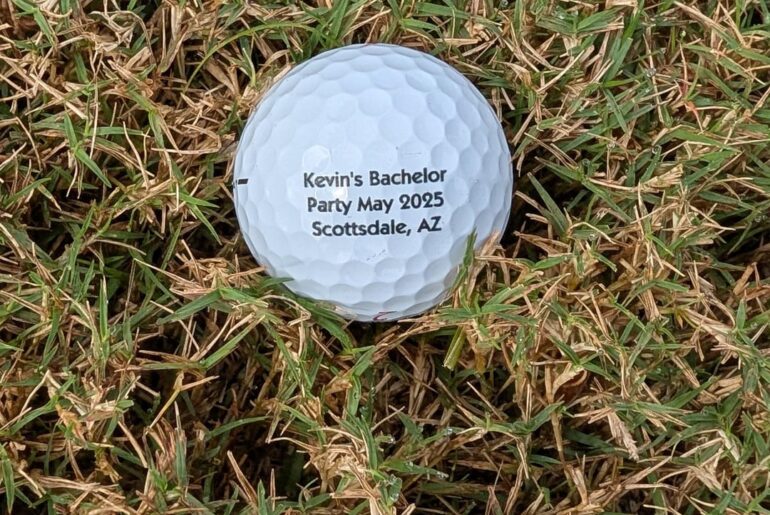 Kevin's Bachelor
Party May 2025
Scottsdale, AZ